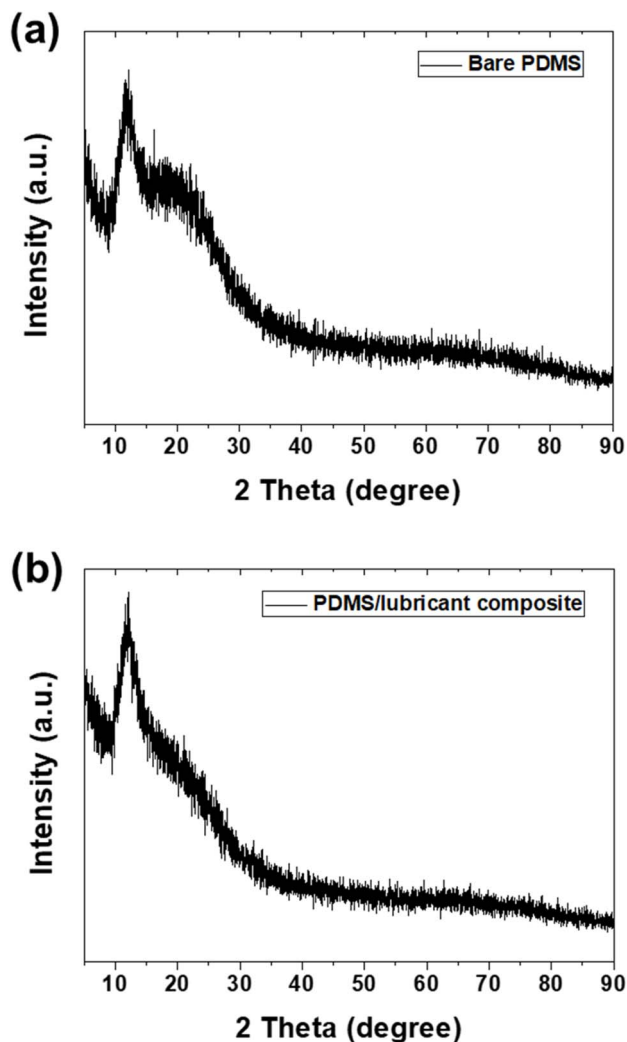 (a)
Bare PDMS
Intensity (a.u.)
10 20 30 40 50 60 70 80 90
2 Theta (degree)
(b)
PDMS/lubricant composite
Intensity (a.u.)
10 20 30 40 50 60 70 80 90
2 Theta (degree)